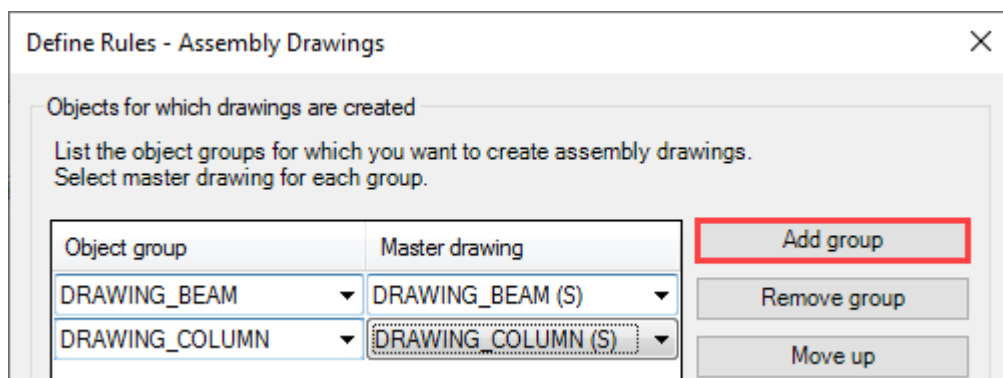 Define Rules - Assembly Drawings
Objects for which drawings are created
List the object groups for which you want to create assembly drawings.
Select master drawing for each group.
Object group Master drawing Add group
DRAWING_BEAM DRAWING_BEAM (S) Remove group
DRAWING_COLUMN DRAWING_COLUMN (S) Move up